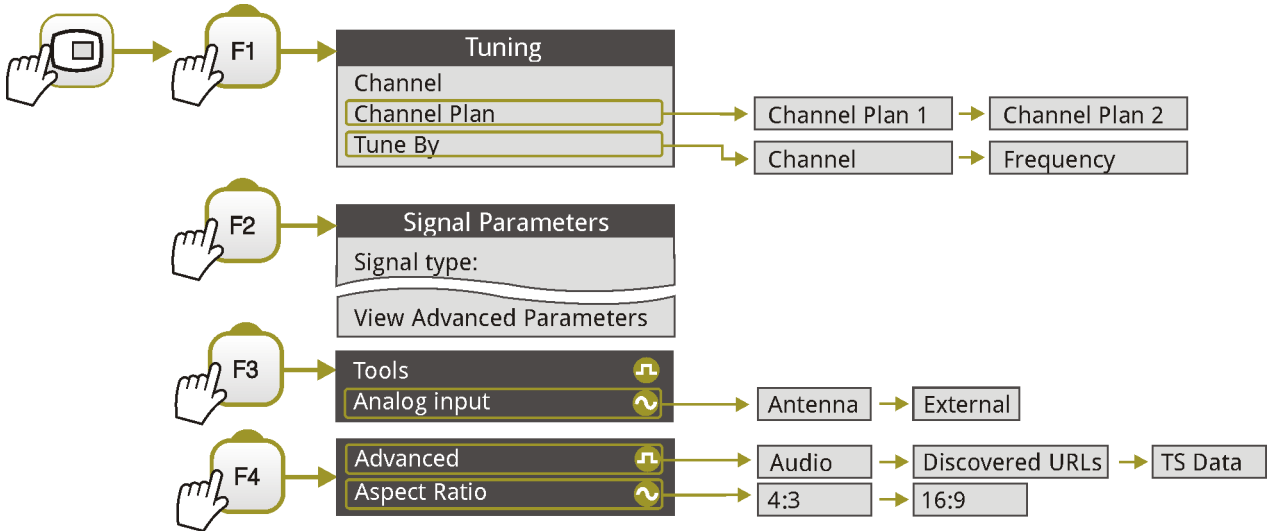 F1
Tuning
Channel
Channel Plan
Channel Plan 1
Channel Plan 2
Tune By
Channel
Frequency
F2
Signal Parameters
Signal type:
View Advanced Parameters
F3
Tools
Analog input
Antenna
External
F4
Advanced
Audio
Discovered URLs
TS Data
Aspect Ratio
4:3
16:9